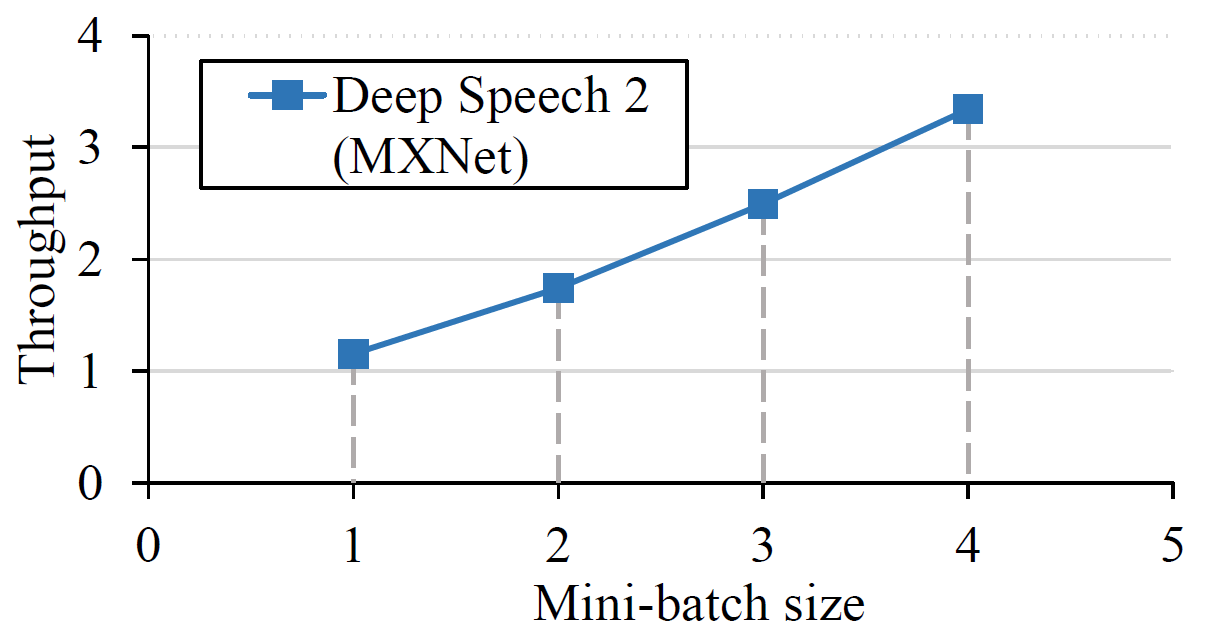 4
Deep Speech 2
(MXNet)
3
2
1
0
Throughput
0 1 2 3 4 5
Mini-batch size